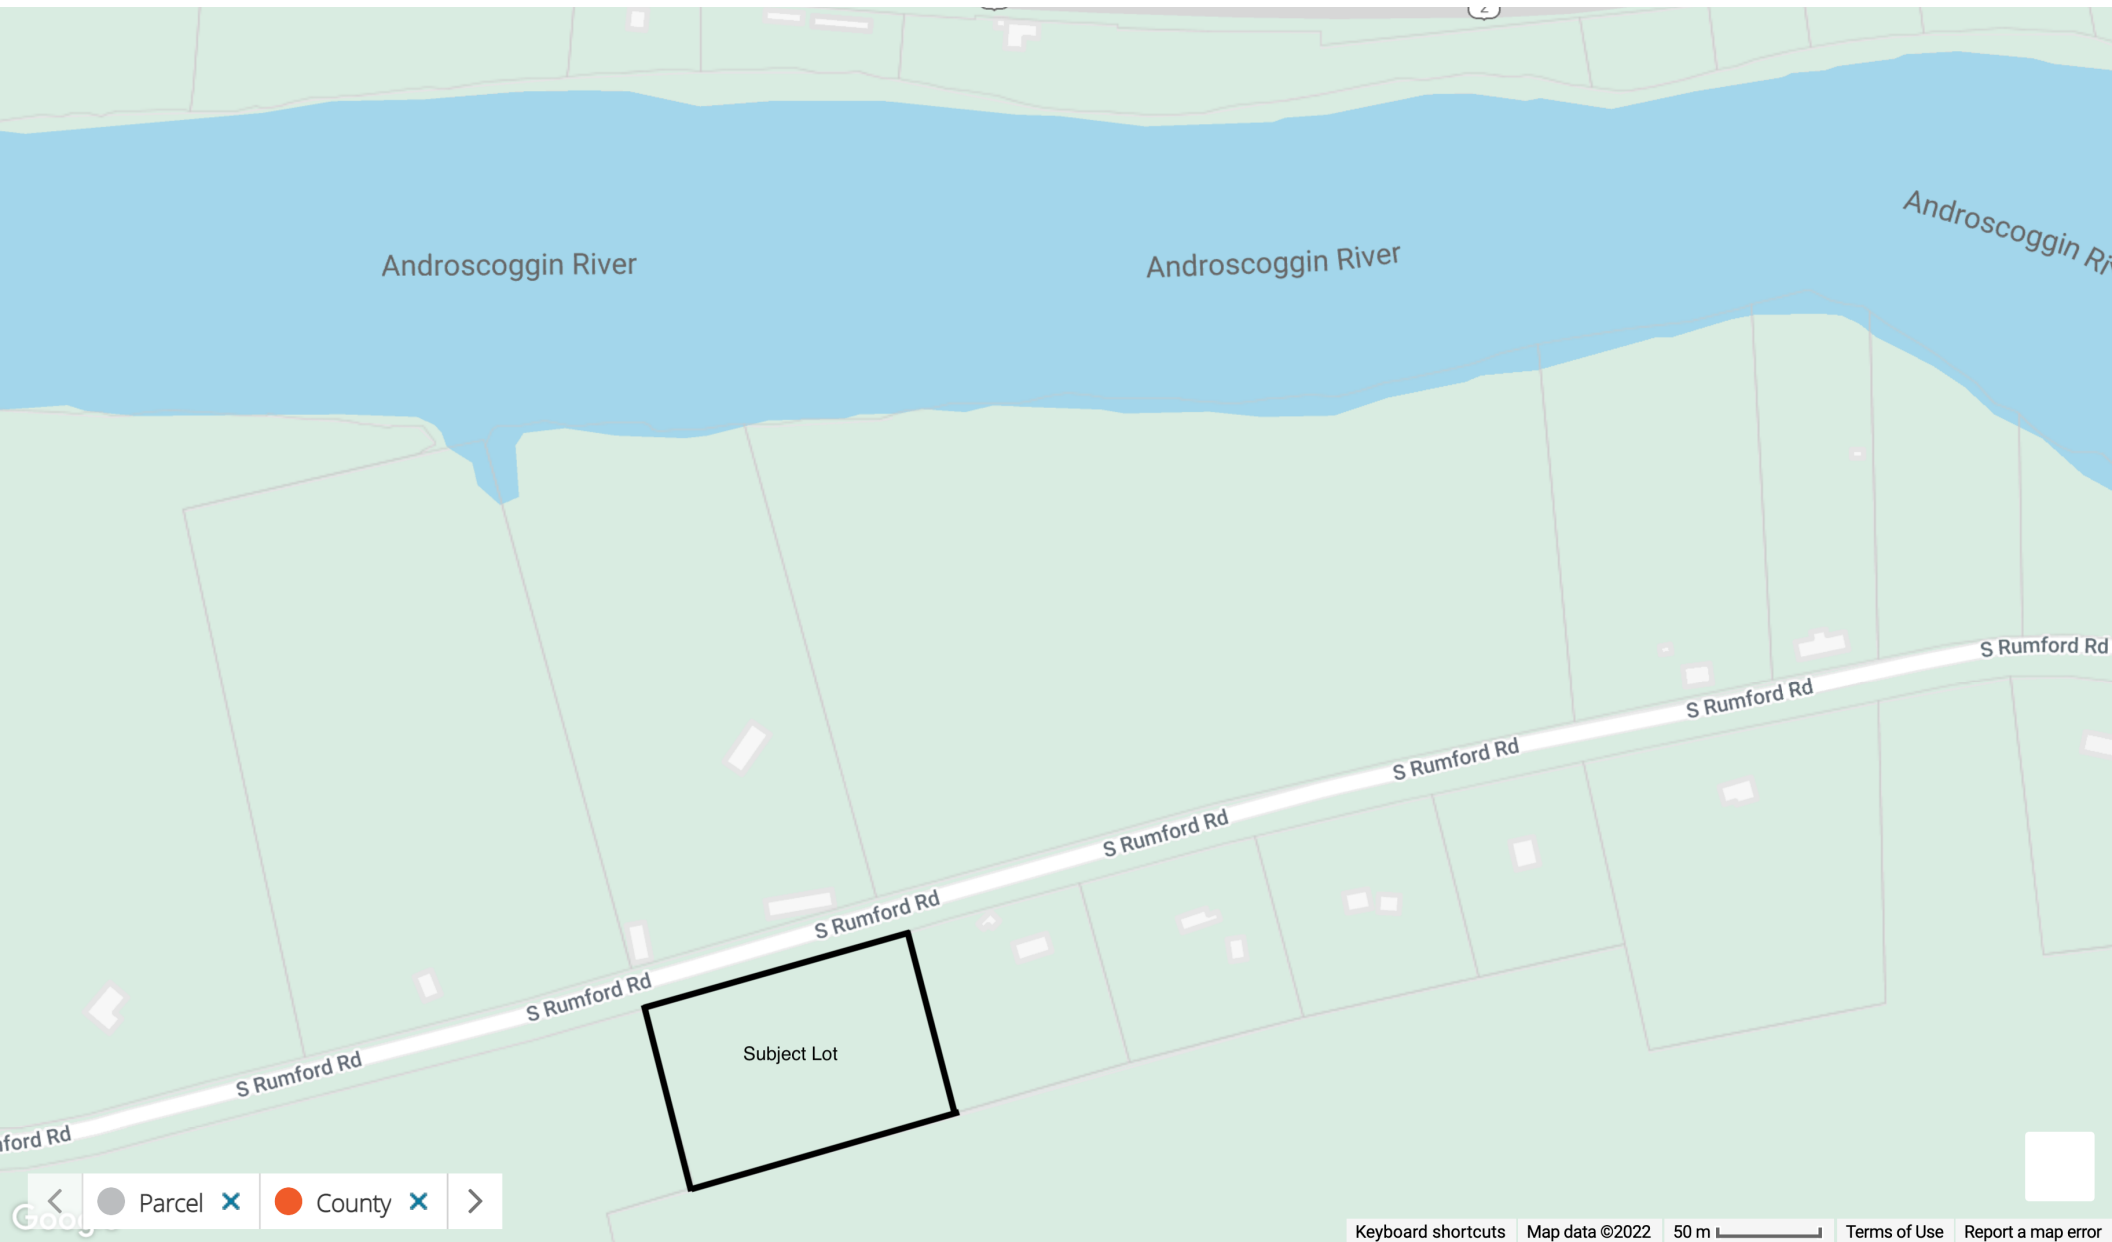 2
Androscoggin River
Androscoggin River
Androscoggin Ri
S Rumford Rd
S Rumford Rd
S Rumford Rd
S Rumford Rd
S Rumford Rd
S Rumford Rd
S Rumford Rd
ford Rd
Subject Lot
Parcel
County
Goog
Keyboard shortcuts
Map data ©2022
50 m
Terms of Use
Report a map error